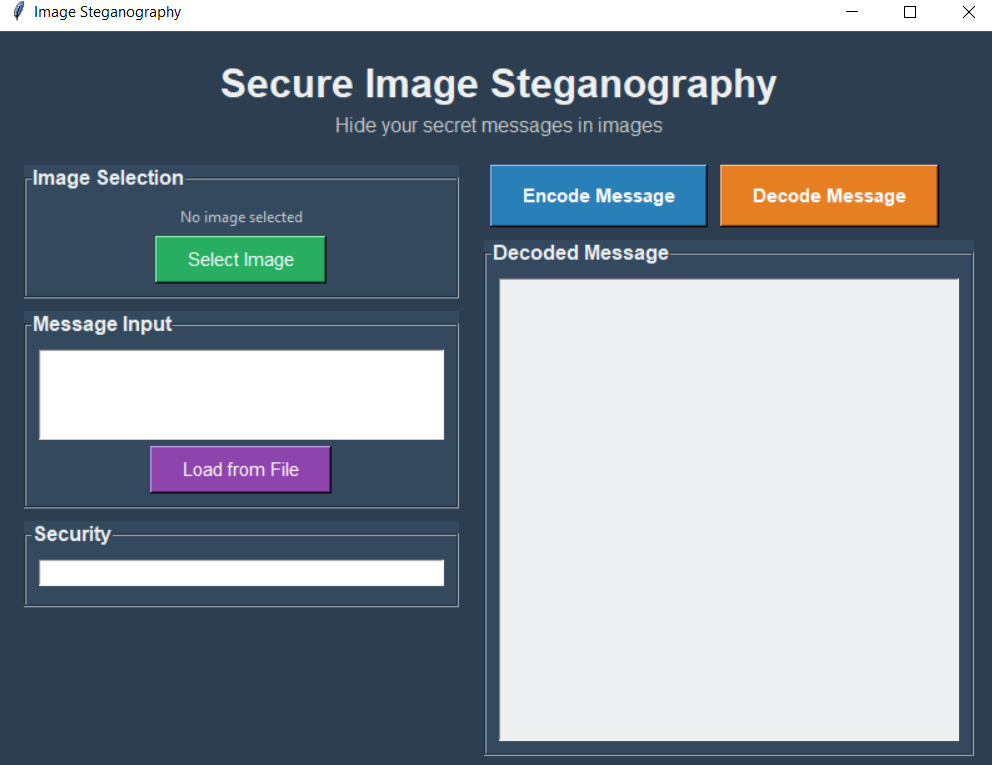 Image Steganography
Secure Image Steganography
Hide your secret messages in images
Image Selection
No image selected
Select Image
Message Input
Load from File
Security
Encode Message
Decode Message
Decoded Message